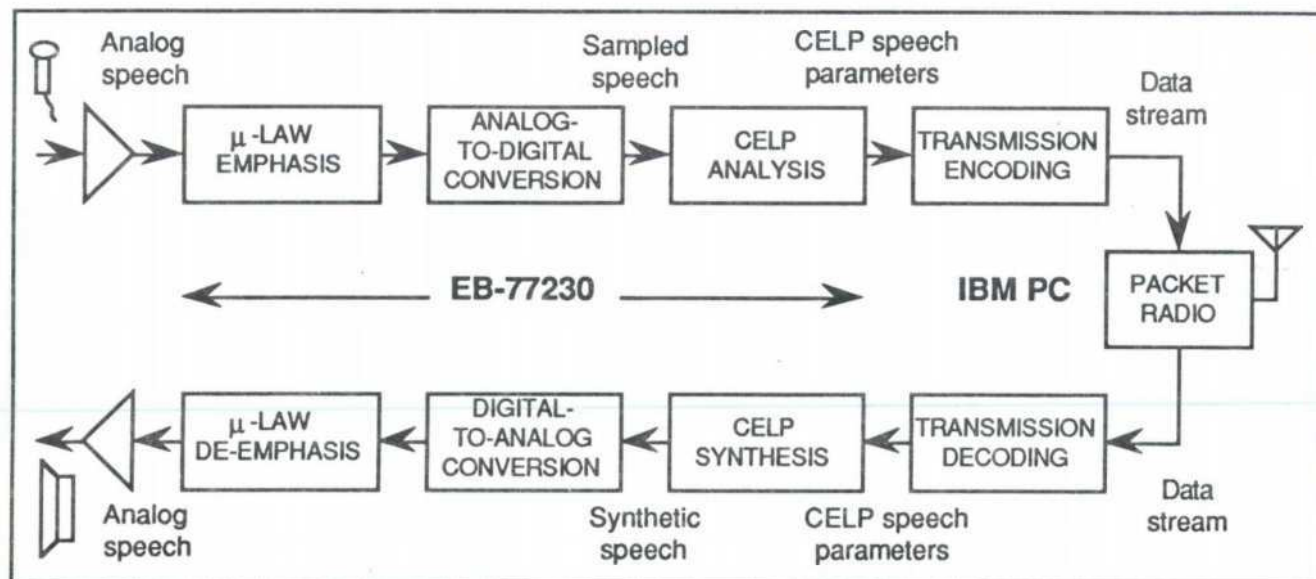 Analog
speech
Sampled
speech
CELP speech
parameters
Data
stream
μ-LAW
EMPHASIS
ANALOG-
TO-DIGITAL
CONVERSION
CELP
ANALYSIS
TRANSMISSION
ENCODING
EB-77230
IBM PC
PACKET
RADIO
μ-LAW
DE-EMPHASIS
DIGITAL-
TO-ANALOG
CONVERSION
CELP
SYNTHESIS
TRANSMISSION
DECODING
Analog
speech
Synthetic
speech
CELP speech
parameters
Data
stream